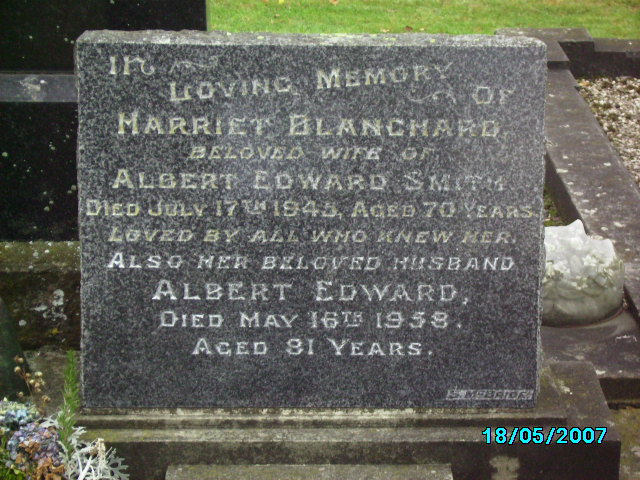 In
Loving Memory
Of
Harriet Blanchard,
Beloved wife of
Albert Edward Smith
Died July 17th 1943, Aged 70 Years.
Loved by all who knew her.
Also her beloved husband
Albert Edward,
Died May 16th 1958.
Aged 81 Years.
S. McBride
18/05/2007